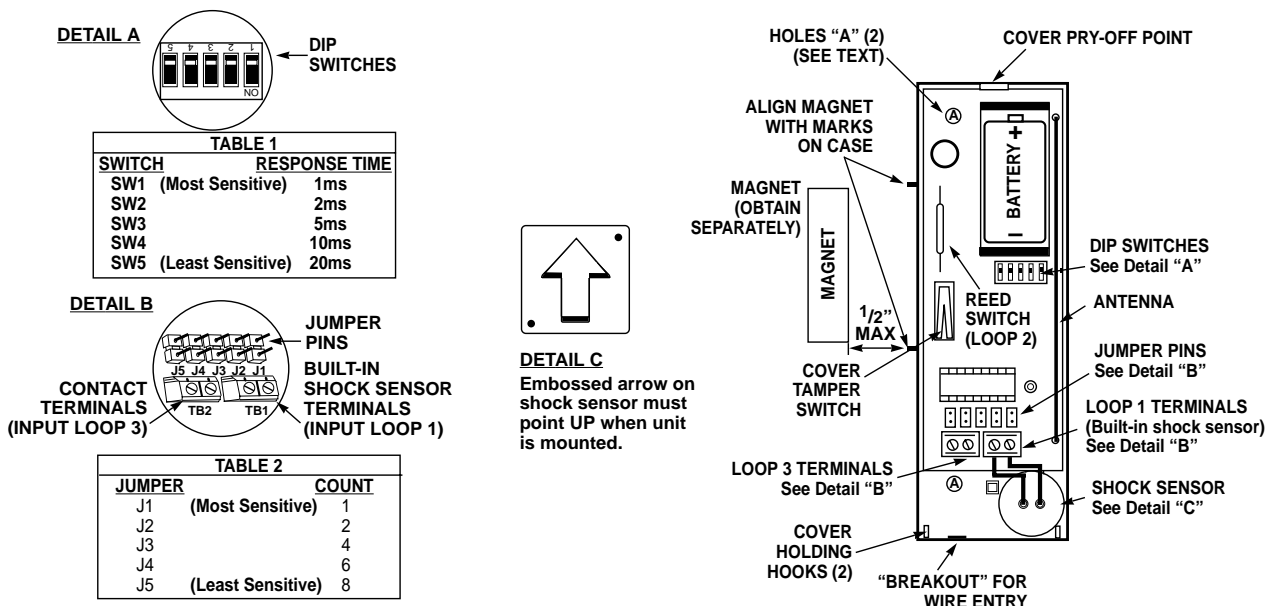 DETAIL A
5 4 3 2 1
ON
DIP
SWITCHES
TABLE 1
SWITCH RESPONSE TIME
SW1 (Most Sensitive) 1ms
SW2 2ms
SW3 5ms
SW4 10ms
SW5 (Least Sensitive) 20ms
DETAIL B
JUMPER
PINS
J5 J4 J3 J2 J1
TB2 TB1
CONTACT
TERMINALS
(INPUT LOOP 3)
BUILT-IN
SHOCK SENSOR
TERMINALS
(INPUT LOOP 1)
TABLE 2
JUMPER COUNT
J1 (Most Sensitive) 1
J2 2
J3 4
J4 6
J5 (Least Sensitive) 8
DETAIL C
Embossed arrow on
shock sensor must
point UP when unit
is mounted.
HOLES “A” (2)
(SEE TEXT)
COVER PRY-OFF POINT
ALIGN MAGNET
WITH MARKS
ON CASE
MAGNET
(OBTAIN
SEPARATELY)
MAGNET
1/2”
MAX
A
BATTERY
+
–
DIP SWITCHES
See Detail “A”
ANTENNA
REED
SWITCH
(LOOP 2)
COVER
TAMPER
SWITCH
JUMPER PINS
See Detail “B”
LOOP 1 TERMINALS
(Built-in shock sensor)
See Detail “B”
LOOP 3 TERMINALS
See Detail “B”
A
SHOCK SENSOR
See Detail “C”
COVER
HOLDING
HOOKS (2)
“BREAKOUT” FOR
WIRE ENTRY